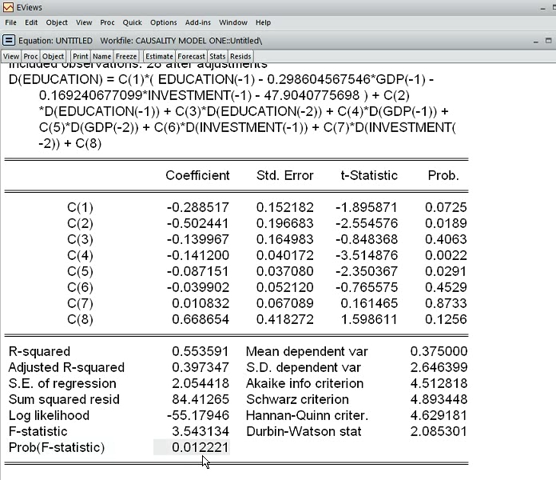 EViews
File Edit Object View Proc Quick Options Add-ins Window Help
Equation: UNTITLED Workfile: CAUSALITY MODEL ONE::Untitled\
View Proc Object Print Name Freeze Estimate Forecast Stats Resids
Included observations: 28 after adjustments
D(EDUCATION) = C(1)*( EDUCATION(-1) - 0.298604567546*GDP(-1) -
0.169240677099*INVESTMENT(-1) - 47.9040775698 ) + C(2)
*D(EDUCATION(-1)) + C(3)*D(EDUCATION(-2)) + C(4)*D(GDP(-1)) +
C(5)*D(GDP(-2)) + C(6)*D(INVESTMENT(-1)) + C(7)*D(INVESTMENT(
-2)) + C(8)
Coefficient Std. Error t-Statistic Prob.
C(1) -0.288517 0.152182 -1.895871 0.0725
C(2) -0.502441 0.196683 -2.554576 0.0189
C(3) -0.139967 0.164983 -0.848368 0.4063
C(4) -0.141200 0.040172 -3.514876 0.0022
C(5) -0.087151 0.037080 -2.350367 0.0291
C(6) -0.039902 0.052120 -0.765575 0.4529
C(7) 0.010832 0.067089 0.161465 0.8733
C(8) 0.668654 0.418272 1.598611 0.1256
R-squared 0.553591 Mean dependent var 0.375000
Adjusted R-squared 0.397347 S.D. dependent var 2.646399
S.E. of regression 2.054418 Akaike info criterion 4.512818
Sum squared resid 84.41265 Schwarz criterion 4.893448
Log likelihood -55.17946 Hannan-Quinn criter. 4.629181
F-statistic 3.543134 Durbin-Watson stat 2.085301
Prob(F-statistic) 0.012221